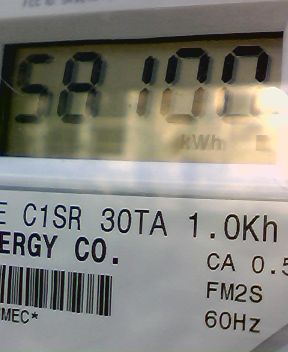 58100
kWh
E C1SR 30TA 1.0Kh
ERGY CO.
CA 0.5
FM2S
MEC*
60Hz